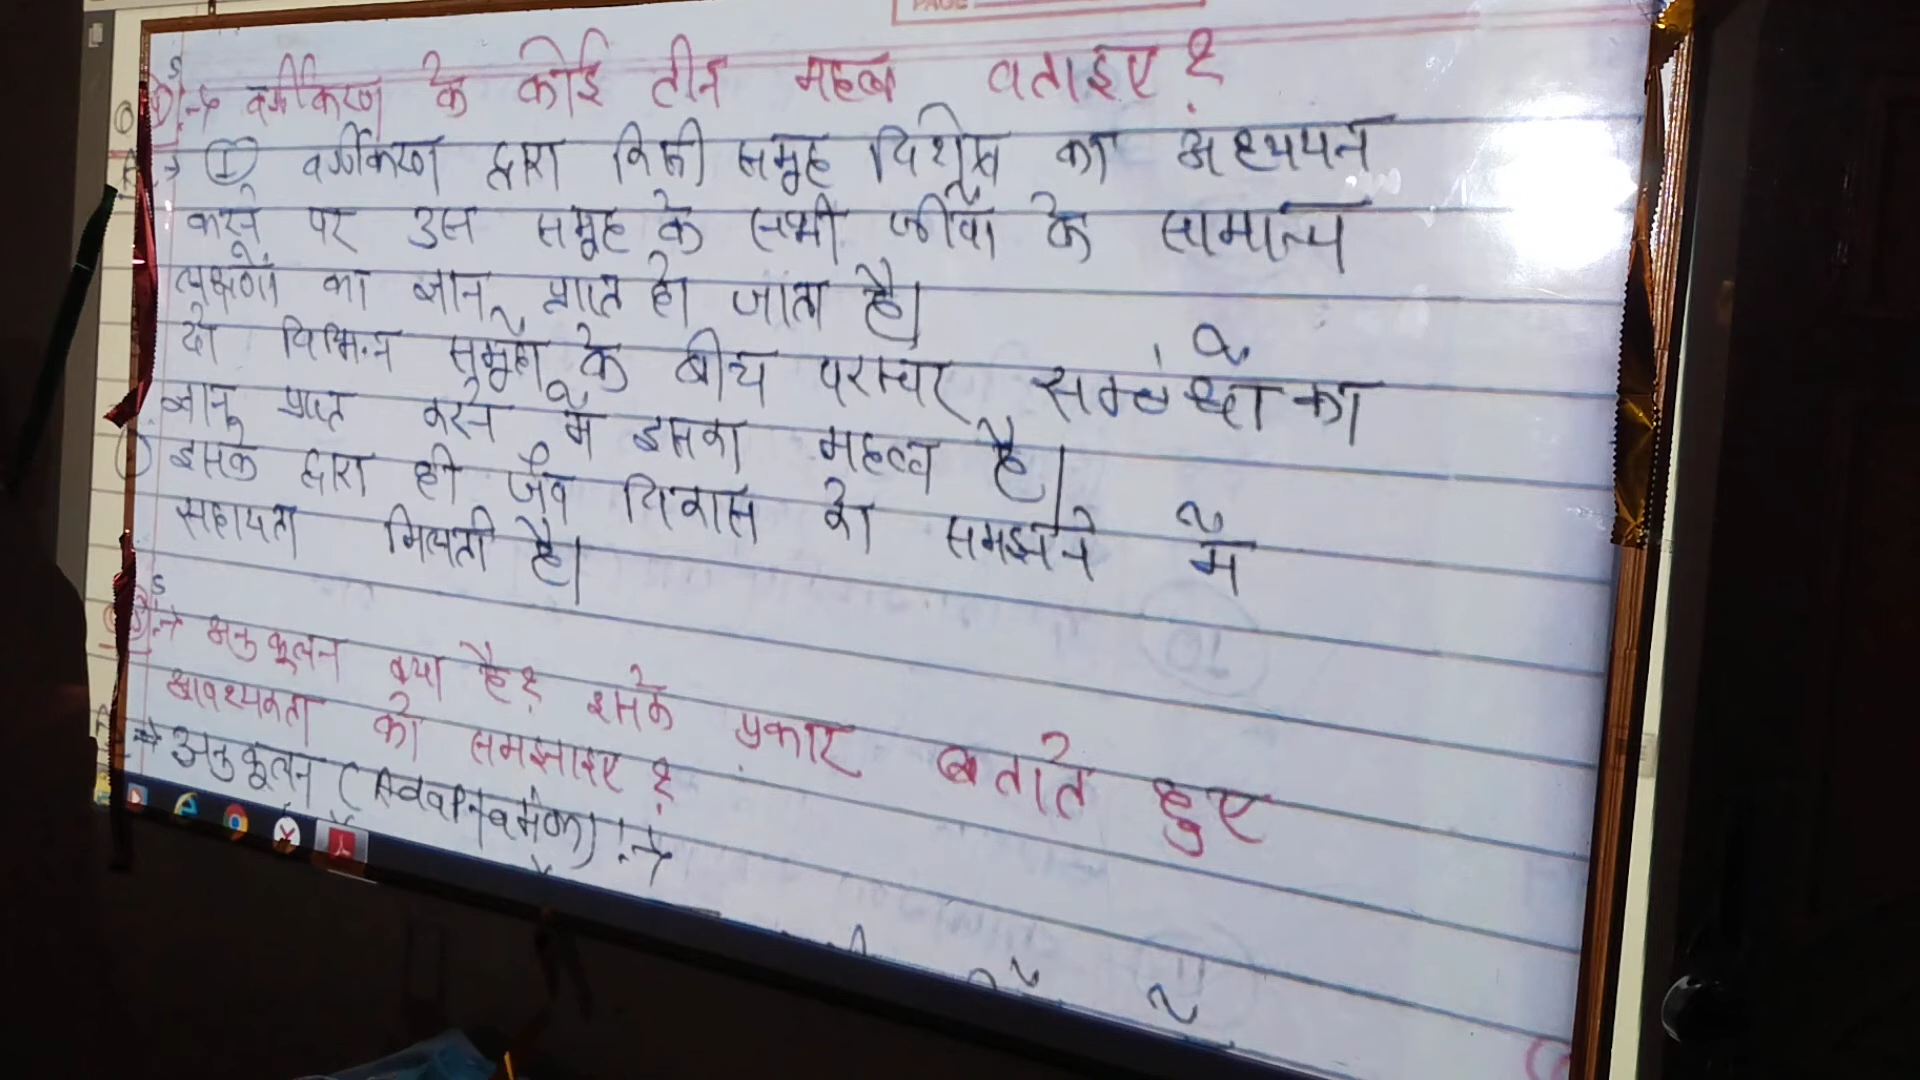 PAGE
वर्गीकरण के कोई तीन महत्व बताइए ?
① वर्गीकरण द्वारा किसी समूह विशेष का अध्ययन
करने पर उस समूह के सभी जीवों के सामान्य
लक्षणों का ज्ञान प्राप्त हो जाता है।
दो विभिन्न समूहों के बीच परस्पर सम्बंधों का
ज्ञान प्राप्त करने में इसका महत्व है।
इसके द्वारा ही जैव विकास को समझने में
सहायता मिलती है।
अनुकूलन क्या है? इसके प्रकार बताते हुए
आवश्यकता को समझाइए ?
अनुकूलन